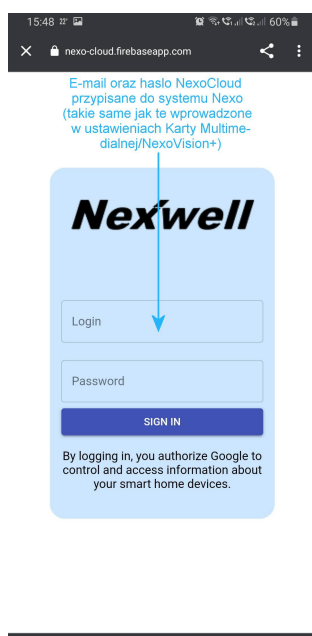 15:48 22° 60%
nexo-cloud.firebaseapp.com
E-mail oraz haslo NexoCloud
przypisane do systemu Nexo
(takie same jak te wprowadzone
w ustawieniach Karty Multime-
dialnej/NexoVision+)
Nexwell
Login
Password
SIGN IN
By logging in, you authorize Google to
control and access information about
your smart home devices.